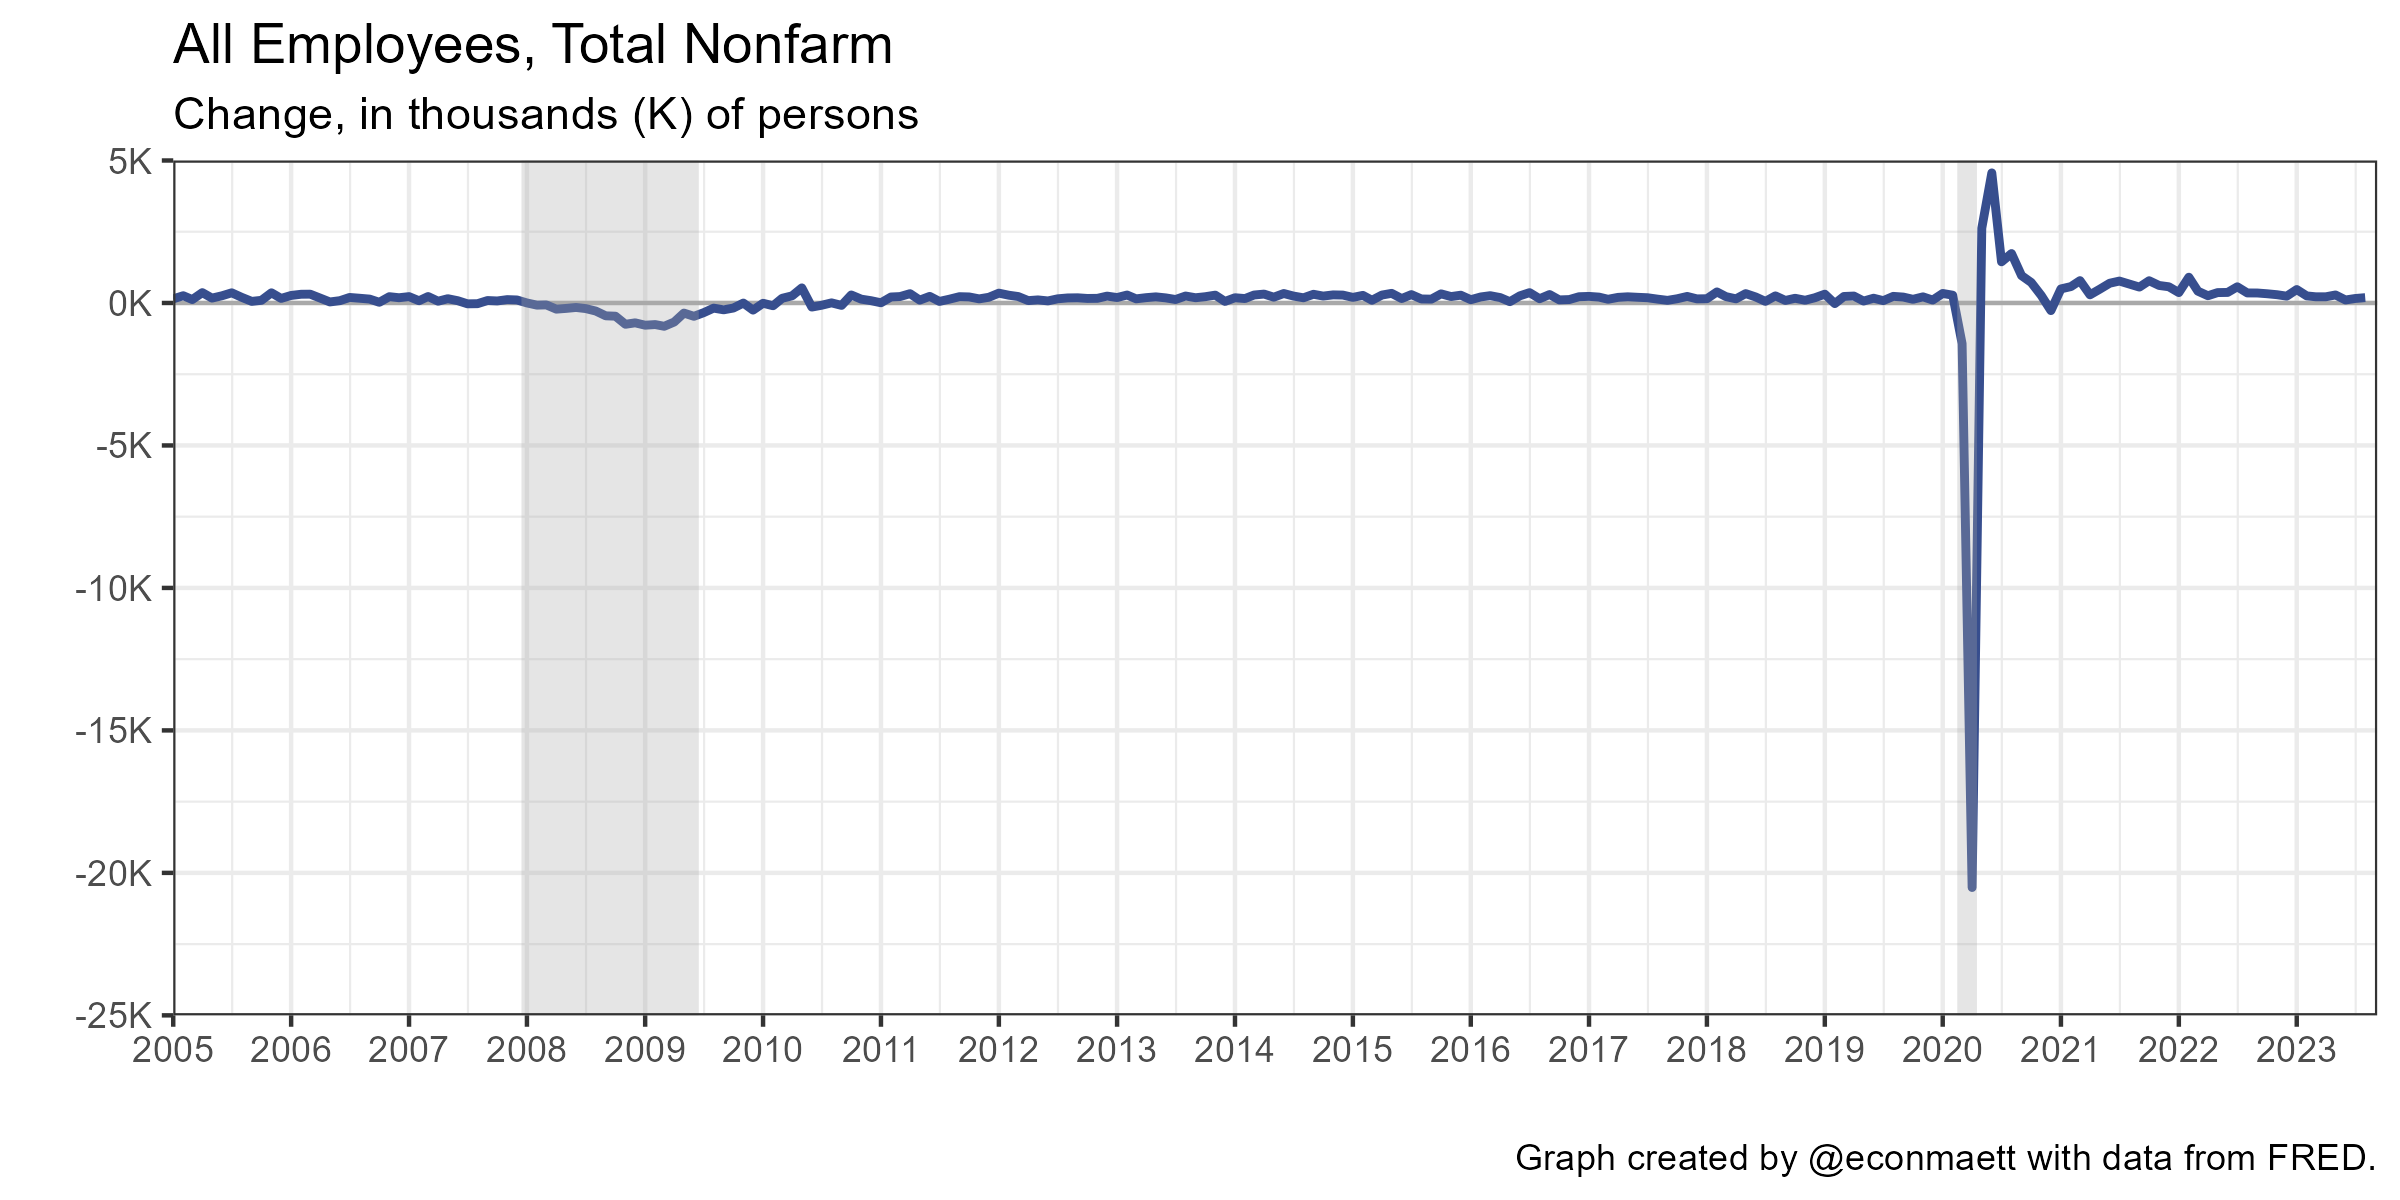 All Employees, Total Nonfarm
Change, in thousands (K) of persons
5K
0K
-5K
-10K
-15K
-20K
-25K
2005 2006 2007 2008 2009 2010 2011 2012 2013 2014 2015 2016 2017 2018 2019 2020 2021 2022 2023
Graph created by @econmaett with data from FRED.